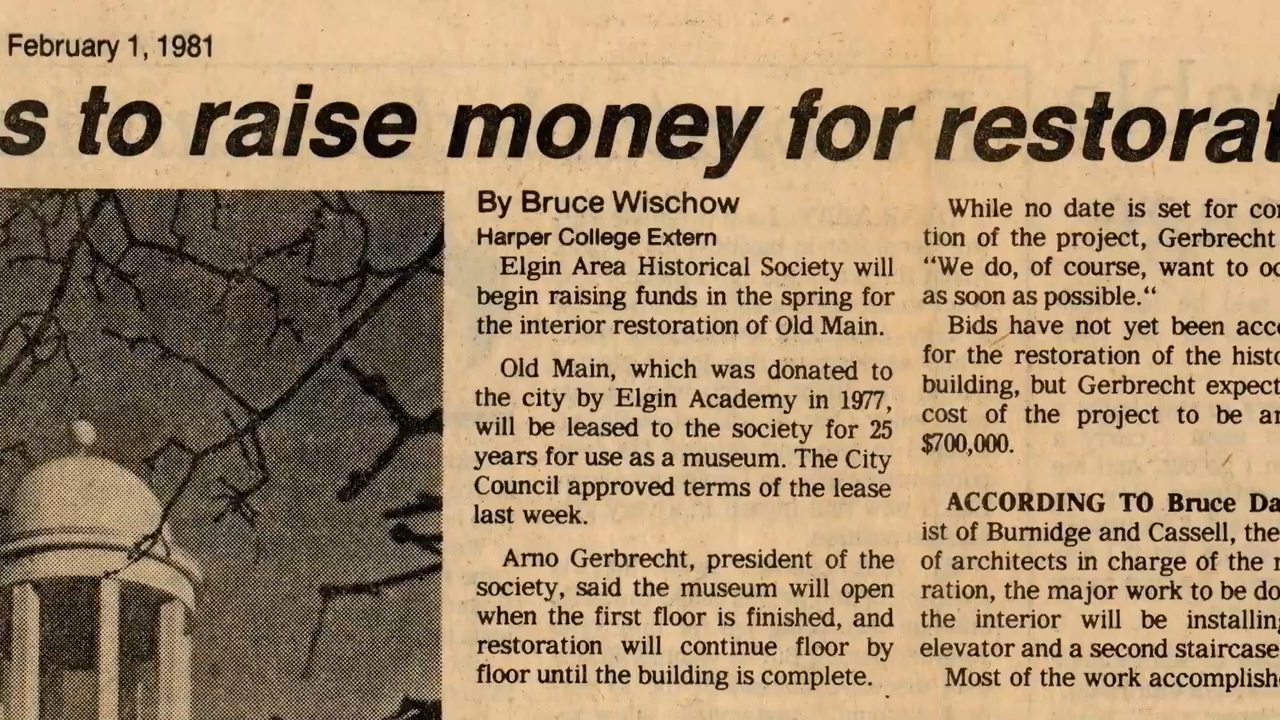 February 1, 1981
s to raise money for restorat
By Bruce Wischow
Harper College Extern
Elgin Area Historical Society will
begin raising funds in the spring for
the interior restoration of Old Main.
Old Main, which was donated to
the city by Elgin Academy in 1977,
will be leased to the society for 25
years for use as a museum. The City
Council approved terms of the lease
last week.
Arno Gerbrecht, president of the
society, said the museum will open
when the first floor is finished, and
restoration will continue floor by
floor until the building is complete.
While no date is set for co
tion of the project, Gerbrecht
“We do, of course, want to o
as soon as possible.“
Bids have not yet been acc
for the restoration of the hist
building, but Gerbrecht expect
cost of the project to be a
$700,000.
ACCORDING TO Bruce Da
ist of Burnidge and Cassell, the
of architects in charge of the r
ration, the major work to be do
the interior will be installin
elevator and a second staircase
Most of the work accomplish